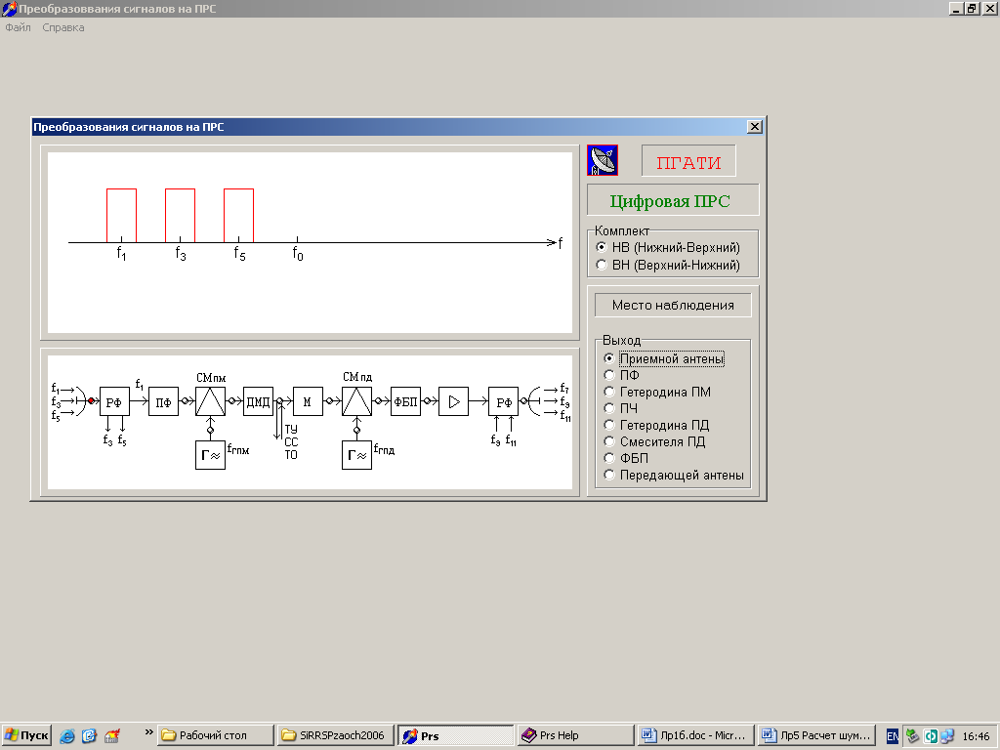 Преобразоввания сигналов на ПРС
Файл Справка
Преобразования сигналов на ПРС
f
f1 f3 f5 f0
ПГАТИ
Цифровая ПРС
Комплект
НВ (Нижний-Верхний)
ВН (Верхний-Нижний)
Место наблюдения
Выход
Приемной антены
ПФ
Гетеродина ПМ
ПЧ
Гетеродина ПД
Смесителя ПД
ФБП
Передающей антены
СМпм СМпд
f1 f3 f5 РФ f1 ПФ ДМД М ФБП РФ f7 f9 f11
f3 f5 Г≈ fгпм ТУ СС ТО Г≈ fгпд f9 f11
Пуск » Рабочий стол SiRRSPzaoch2006 Prs Prs Help Лр1б.doc - Micr... Лр5 Расчет шум... EN 16:46